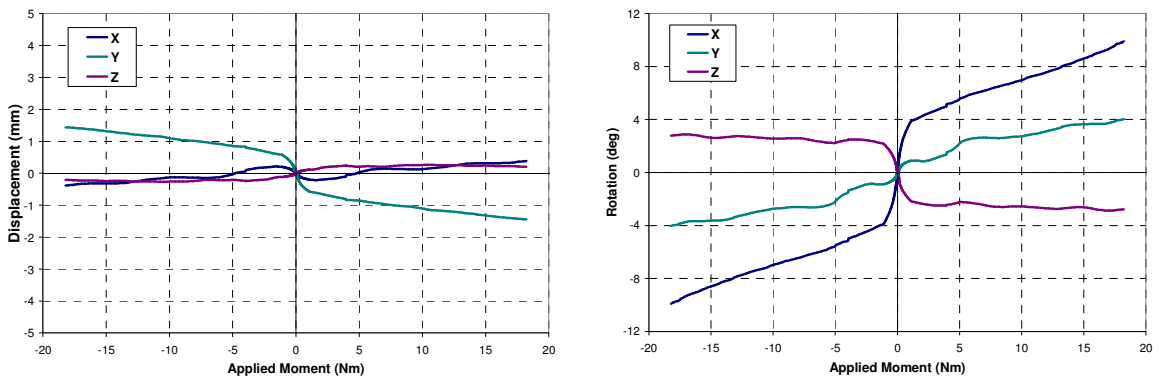 5
4
3
2
1
0
-1
-2
-3
-4
-5
Displacement (mm)
X
Y
Z
-20 -15 -10 -5 0 5 10 15 20
Applied Moment (Nm)
12
8
4
0
-4
-8
-12
Rotation (deg)
X
Y
Z
-20 -15 -10 -5 0 5 10 15 20
Applied Moment (Nm)